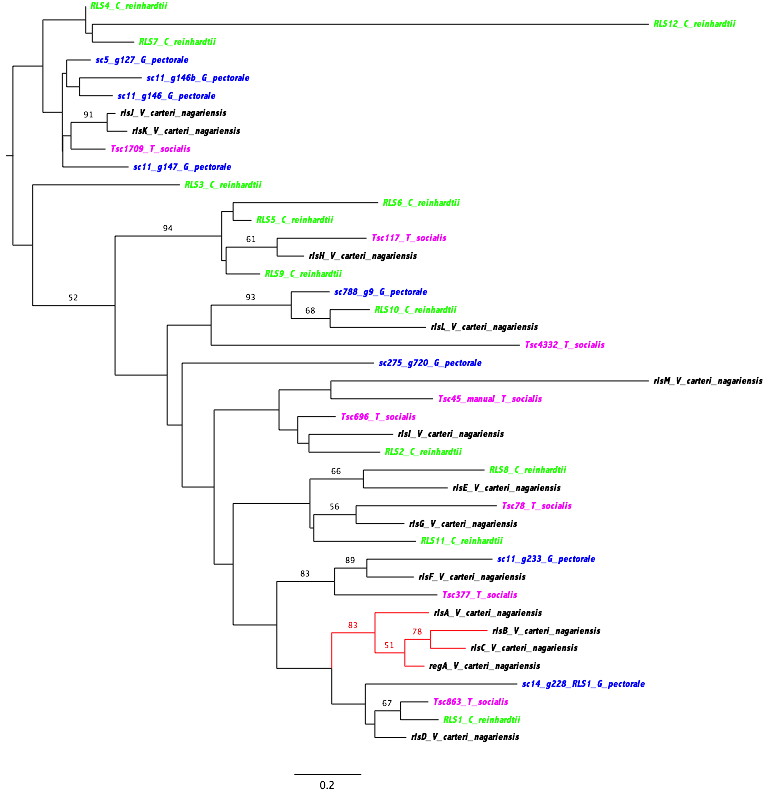 RLS4_C_reinhardtii
RLS12_C_reinhardtii
RLS7_C_reinhardtii
sc5_g127_G_pectorale
sc11_g146b_G_pectorale
sc11_g146_G_pectorale
91 rlsJ_V_carteri_nagariensis
rlsK_V_carteri_nagariensis
Tsc1709_T_socialis
sc11_g147_G_pectorale
RLS3_C_reinhardtii
RLS6_C_reinhardtii
RLS5_C_reinhardtii
94
61 Tsc117_T_socialis
rlsH_V_carteri_nagariensis
RLS9_C_reinhardtii
52 93 sc788_g9_G_pectorale
68 RLS10_C_reinhardtii
rlsL_V_carteri_nagariensis
Tsc4332_T_socialis
sc275_g720_G_pectorale
rlsM_V_carteri_nagariensis
Tsc45_manual_T_socialis
Tsc696_T_socialis
rlsI_V_carteri_nagariensis
RLS2_C_reinhardtii
66 RLS8_C_reinhardtii
rlsE_V_carteri_nagariensis
56 Tsc78_T_socialis
rlsG_V_carteri_nagariensis
RLS11_C_reinhardtii
89 sc11_g233_G_pectorale
83 rlsF_V_carteri_nagariensis
Tsc377_T_socialis
rlsA_V_carteri_nagariensis
83 78 rlsB_V_carteri_nagariensis
51 rlsC_V_carteri_nagariensis
regA_V_carteri_nagariensis
sc14_g228_RLS1_G_pectorale
67 Tsc863_T_socialis
RLS1_C_reinhardtii
rlsD_V_carteri_nagariensis
0.2